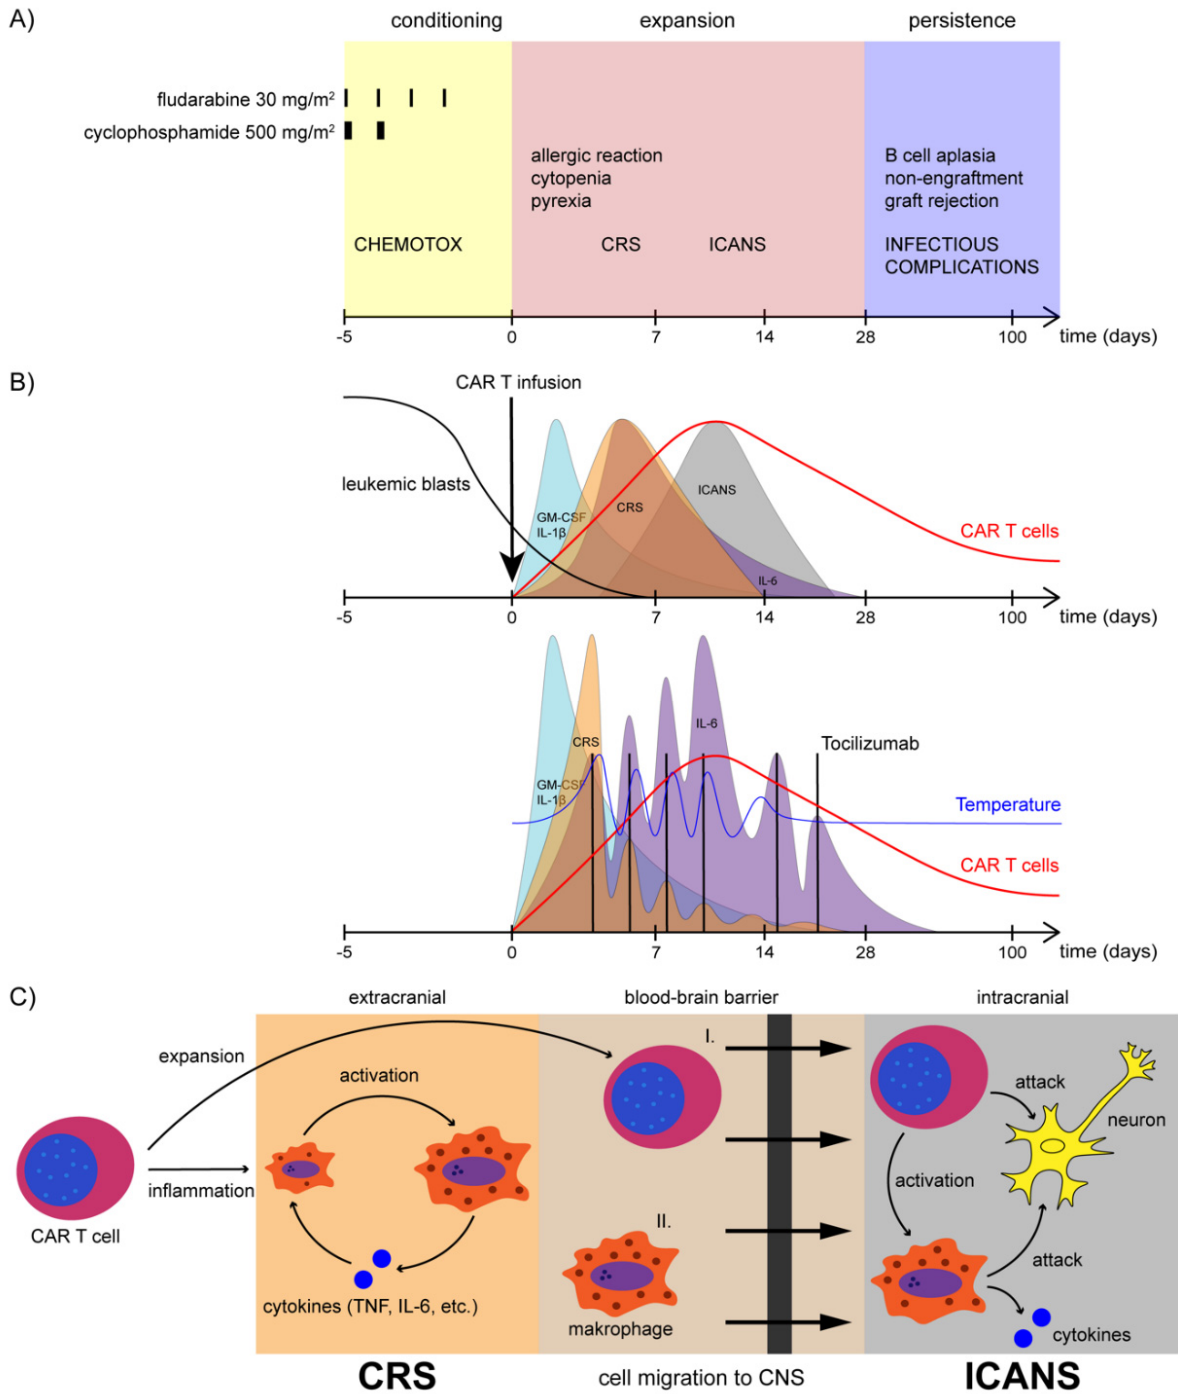 A)
conditioning expansion persistence
fludarabine 30 mg/m²
cyclophosphamide 500 mg/m²
allergic reaction
cytopenia
pyrexia
B cell aplasia
non-engraftment
graft rejection
CHEMOTOX
CRS
ICANS
INFECTIOUS
COMPLICATIONS
-5 0 7 14 28 100 time (days)
B)
CAR T infusion
leukemic blasts
GM-CSF
IL-1β
CRS
ICANS
IL-6
CAR T cells
-5 0 7 14 28 100 time (days)
IL-6
CRS
Tocilizumab
GM-CSF
IL-1β
Temperature
CAR T cells
-5 0 7 14 28 100 time (days)
C)
extracranial blood-brain barrier intracranial
I.
expansion
activation
attack
neuron
inflammation
activation
CAR T cell
II.
attack
cytokines (TNF, IL-6, etc.)
makrophage
cytokines
CRS
cell migration to CNS
ICANS